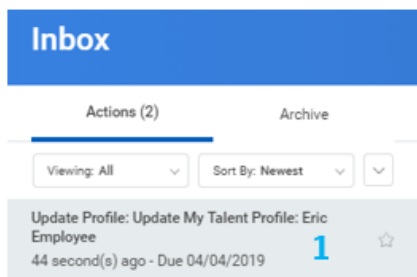 Inbox
Actions (2)
Archive
Viewing: All
Sort By: Newest
Update Profile: Update My Talent Profile: Eric
Employee
44 second(s) ago - Due 04/04/2019
1